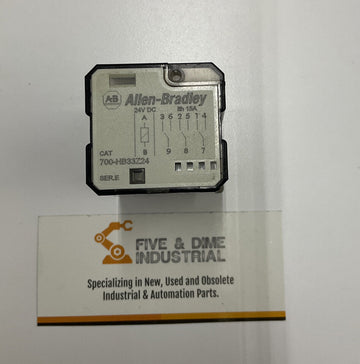 A-B Allen-Bradley
24V DC Ith 15A
A 3 6 2 5 1 4
B 9 8 7
CAT
700-HB33Z24
SER.E
FIVE & DIME
INDUSTRIAL
Specializing in New, Used and Obsolete
Industrial & Automation Parts.